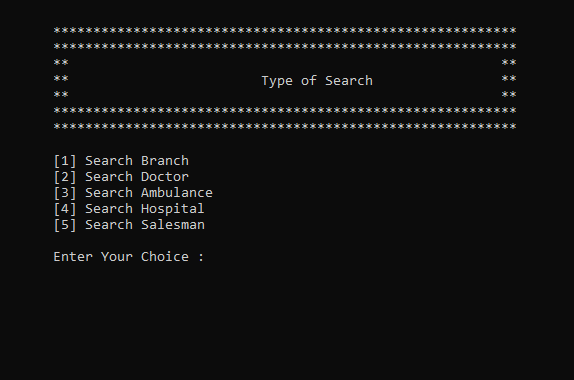 **********************************************************
**********************************************************
** **
** Type of Search **
** **
**********************************************************
**********************************************************
[1] Search Branch
[2] Search Doctor
[3] Search Ambulance
[4] Search Hospital
[5] Search Salesman
Enter Your Choice :